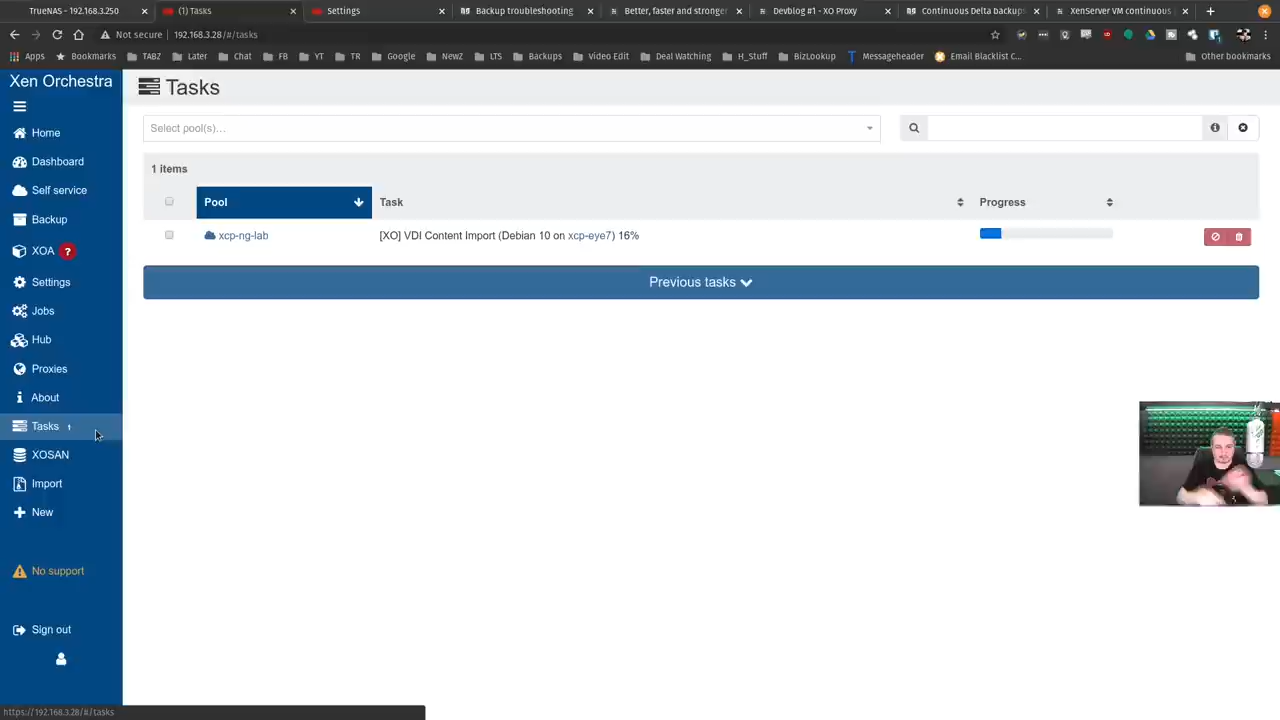 TrueNAS - 192.168.3.250
(1) Tasks
Settings
Backup troubleshooting
Better, faster and stronger
Devblog #1 - XO Proxy
Continuous Delta backups
XenServer VM continuous
Not secure
192.168.3.28/#/tasks
Apps
Bookmarks
TABZ
Later
Chat
FB
YT
TR
Google
NewZ
LTS
Backups
Video Edit
Deal Watching
H_Stuff
BizLookup
Messageheader
Email Blacklist c...
Other bookmarks
Xen Orchestra
Home
Dashboard
Self service
Backup
XOA ?
Settings
Jobs
Hub
Proxies
About
Tasks 1
XOSAN
Import
New
No support
Sign out
Tasks
Select pool(s)...
1 items
Pool
Task
Progress
xcp-ng-lab
[XO] VDI Content Import (Debian 10 on xcp-eye7) 16%
Previous tasks
https://192.168.3.28/#/tasks